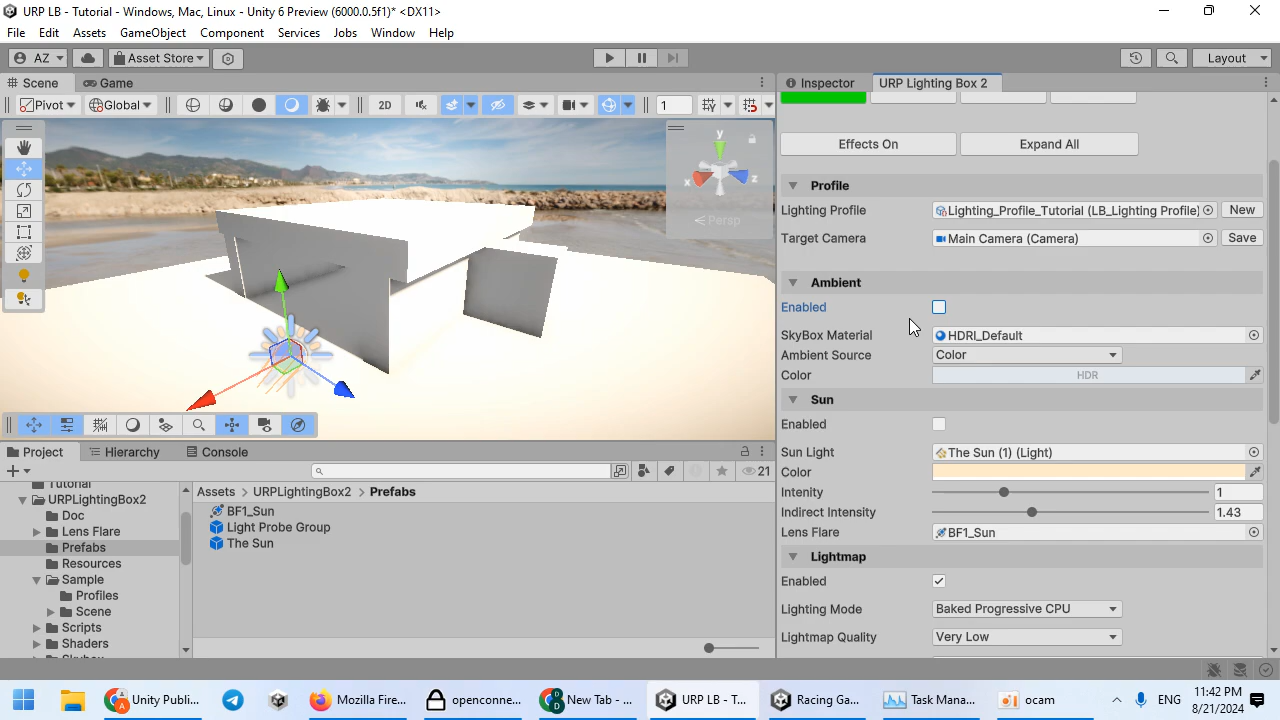 URP LB - Tutorial - Windows, Mac, Linux - Unity 6 Preview (6000.0.5f1)* <DX11>
File Edit Assets GameObject Component Services Jobs Window Help
AZ Asset Store Layout
Scene Game Inspector URP Lighting Box 2
Pivot Global 2D 1
Effects On Expand All
y
x
z
Persp
Profile
Lighting Profile Lighting_Profile_Tutorial (LB_Lighting Profile) New
Target Camera Main Camera (Camera) Save
Ambient
Enabled
SkyBox Material HDRI_Default
Ambient Source Color
Color HDR
Sun
Enabled
Sun Light The Sun (1) (Light)
Color
Intenity 1
Indirect Intensity 1.43
Lens Flare BF1_Sun
Lightmap
Enabled
Lighting Mode Baked Progressive CPU
Lightmap Quality Very Low
Project Hierarchy Console
21
Tutorial
URPLightingBox2
Doc
Lens Flare
Prefabs
Resources
Sample
Profiles
Scene
Scripts
Shaders
Skybox
Assets > URPLightingBox2 > Prefabs
BF1_Sun
Light Probe Group
The Sun
Unity Publi... Mozilla Fire... openconne... New Tab - ... URP LB - T... Racing Ga... Task Mana... ocam ENG 11:42 PM
8/21/2024